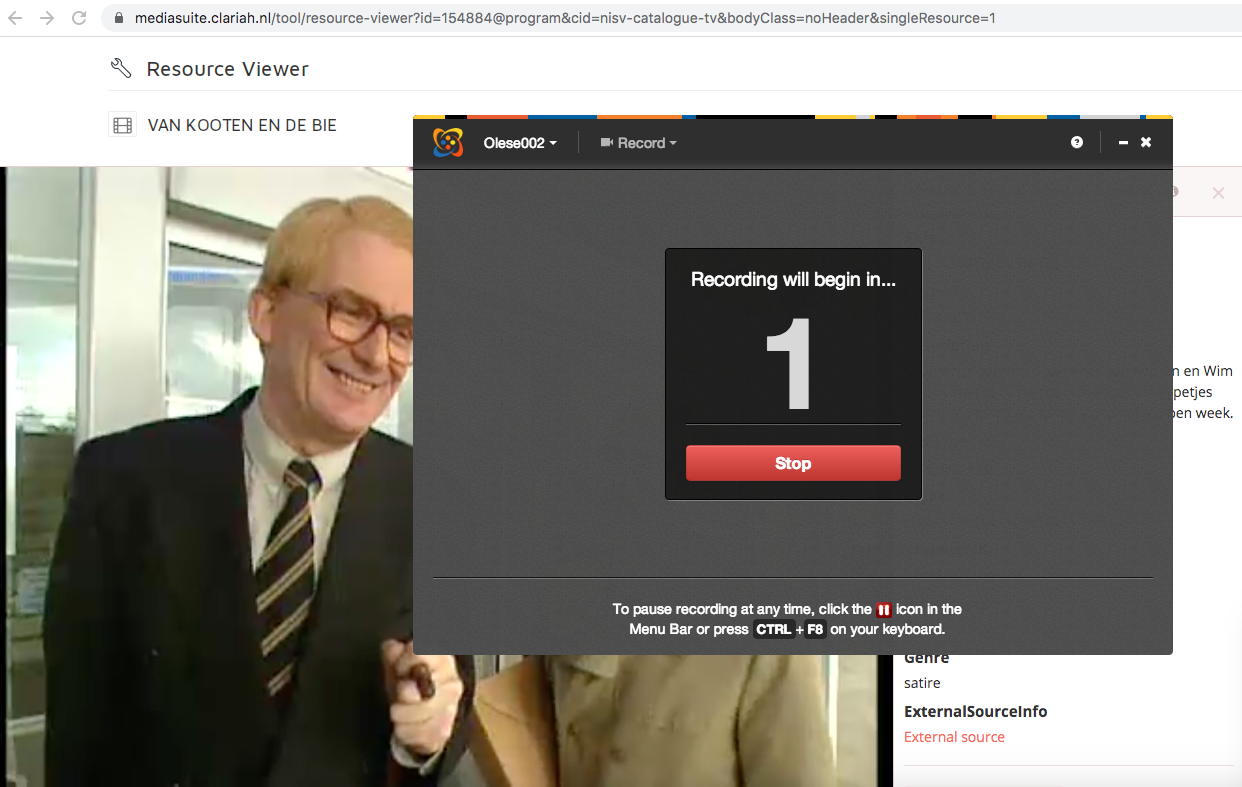 mediasuite.clariah.nl/tool/resource-viewer?id=154884@program&cid=nisv-catalogue-tv&bodyClass=noHeader&singleResource=1
Resource Viewer
VAN KOOTEN EN DE BIE
Olese002
Record
Recording will begin in...
1
Stop
To pause recording at any time, click the icon in the
Menu Bar or press CTRL + F8 on your keyboard.
en Wim
week.
Genre
satire
ExternalSourceInfo
External source